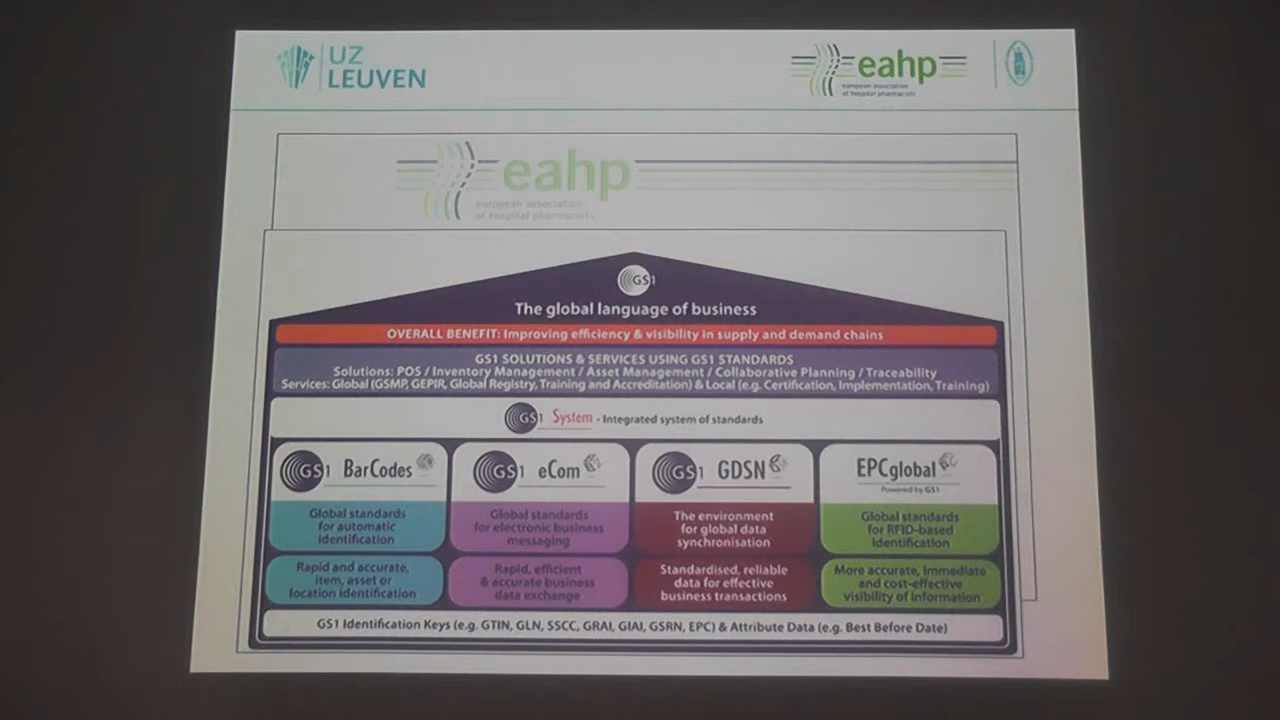 UZ
LEUVEN
eahp
european association
of hospital pharmacists
eahp
european association
of hospital pharmacists
GS1
The global language of business
OVERALL BENEFIT: Improving efficiency & visibility in supply and demand chains
GS1 SOLUTIONS & SERVICES USING GS1 STANDARDS
Solutions: POS / Inventory Management / Asset Management / Collaborative Planning / Traceability
Services: Global (GSMP, GEPIR, Global Registry, Training and Accreditation) & Local (e.g. Certification, Implementation, Training)
GS1 System - Integrated system of standards
GS1 BarCodes
Global standards
for automatic
identification
Rapid and accurate,
item, asset or
location identification
GS1 eCom
Global standards
for electronic business
messaging
Rapid, efficient
& accurate business
data exchange
GS1 GDSN
The environment
for global data
synchronisation
Standardised, reliable
data for effective
business transactions
EPCglobal
Powered by GS1
Global standards
for RFID-based
identification
More accurate, immediate
and cost-effective
visibility of information
GS1 Identification Keys (e.g. GTIN, GLN, SSCC, GRAI, GIAI, GSRN, EPC) & Attribute Data (e.g. Best Before Date)